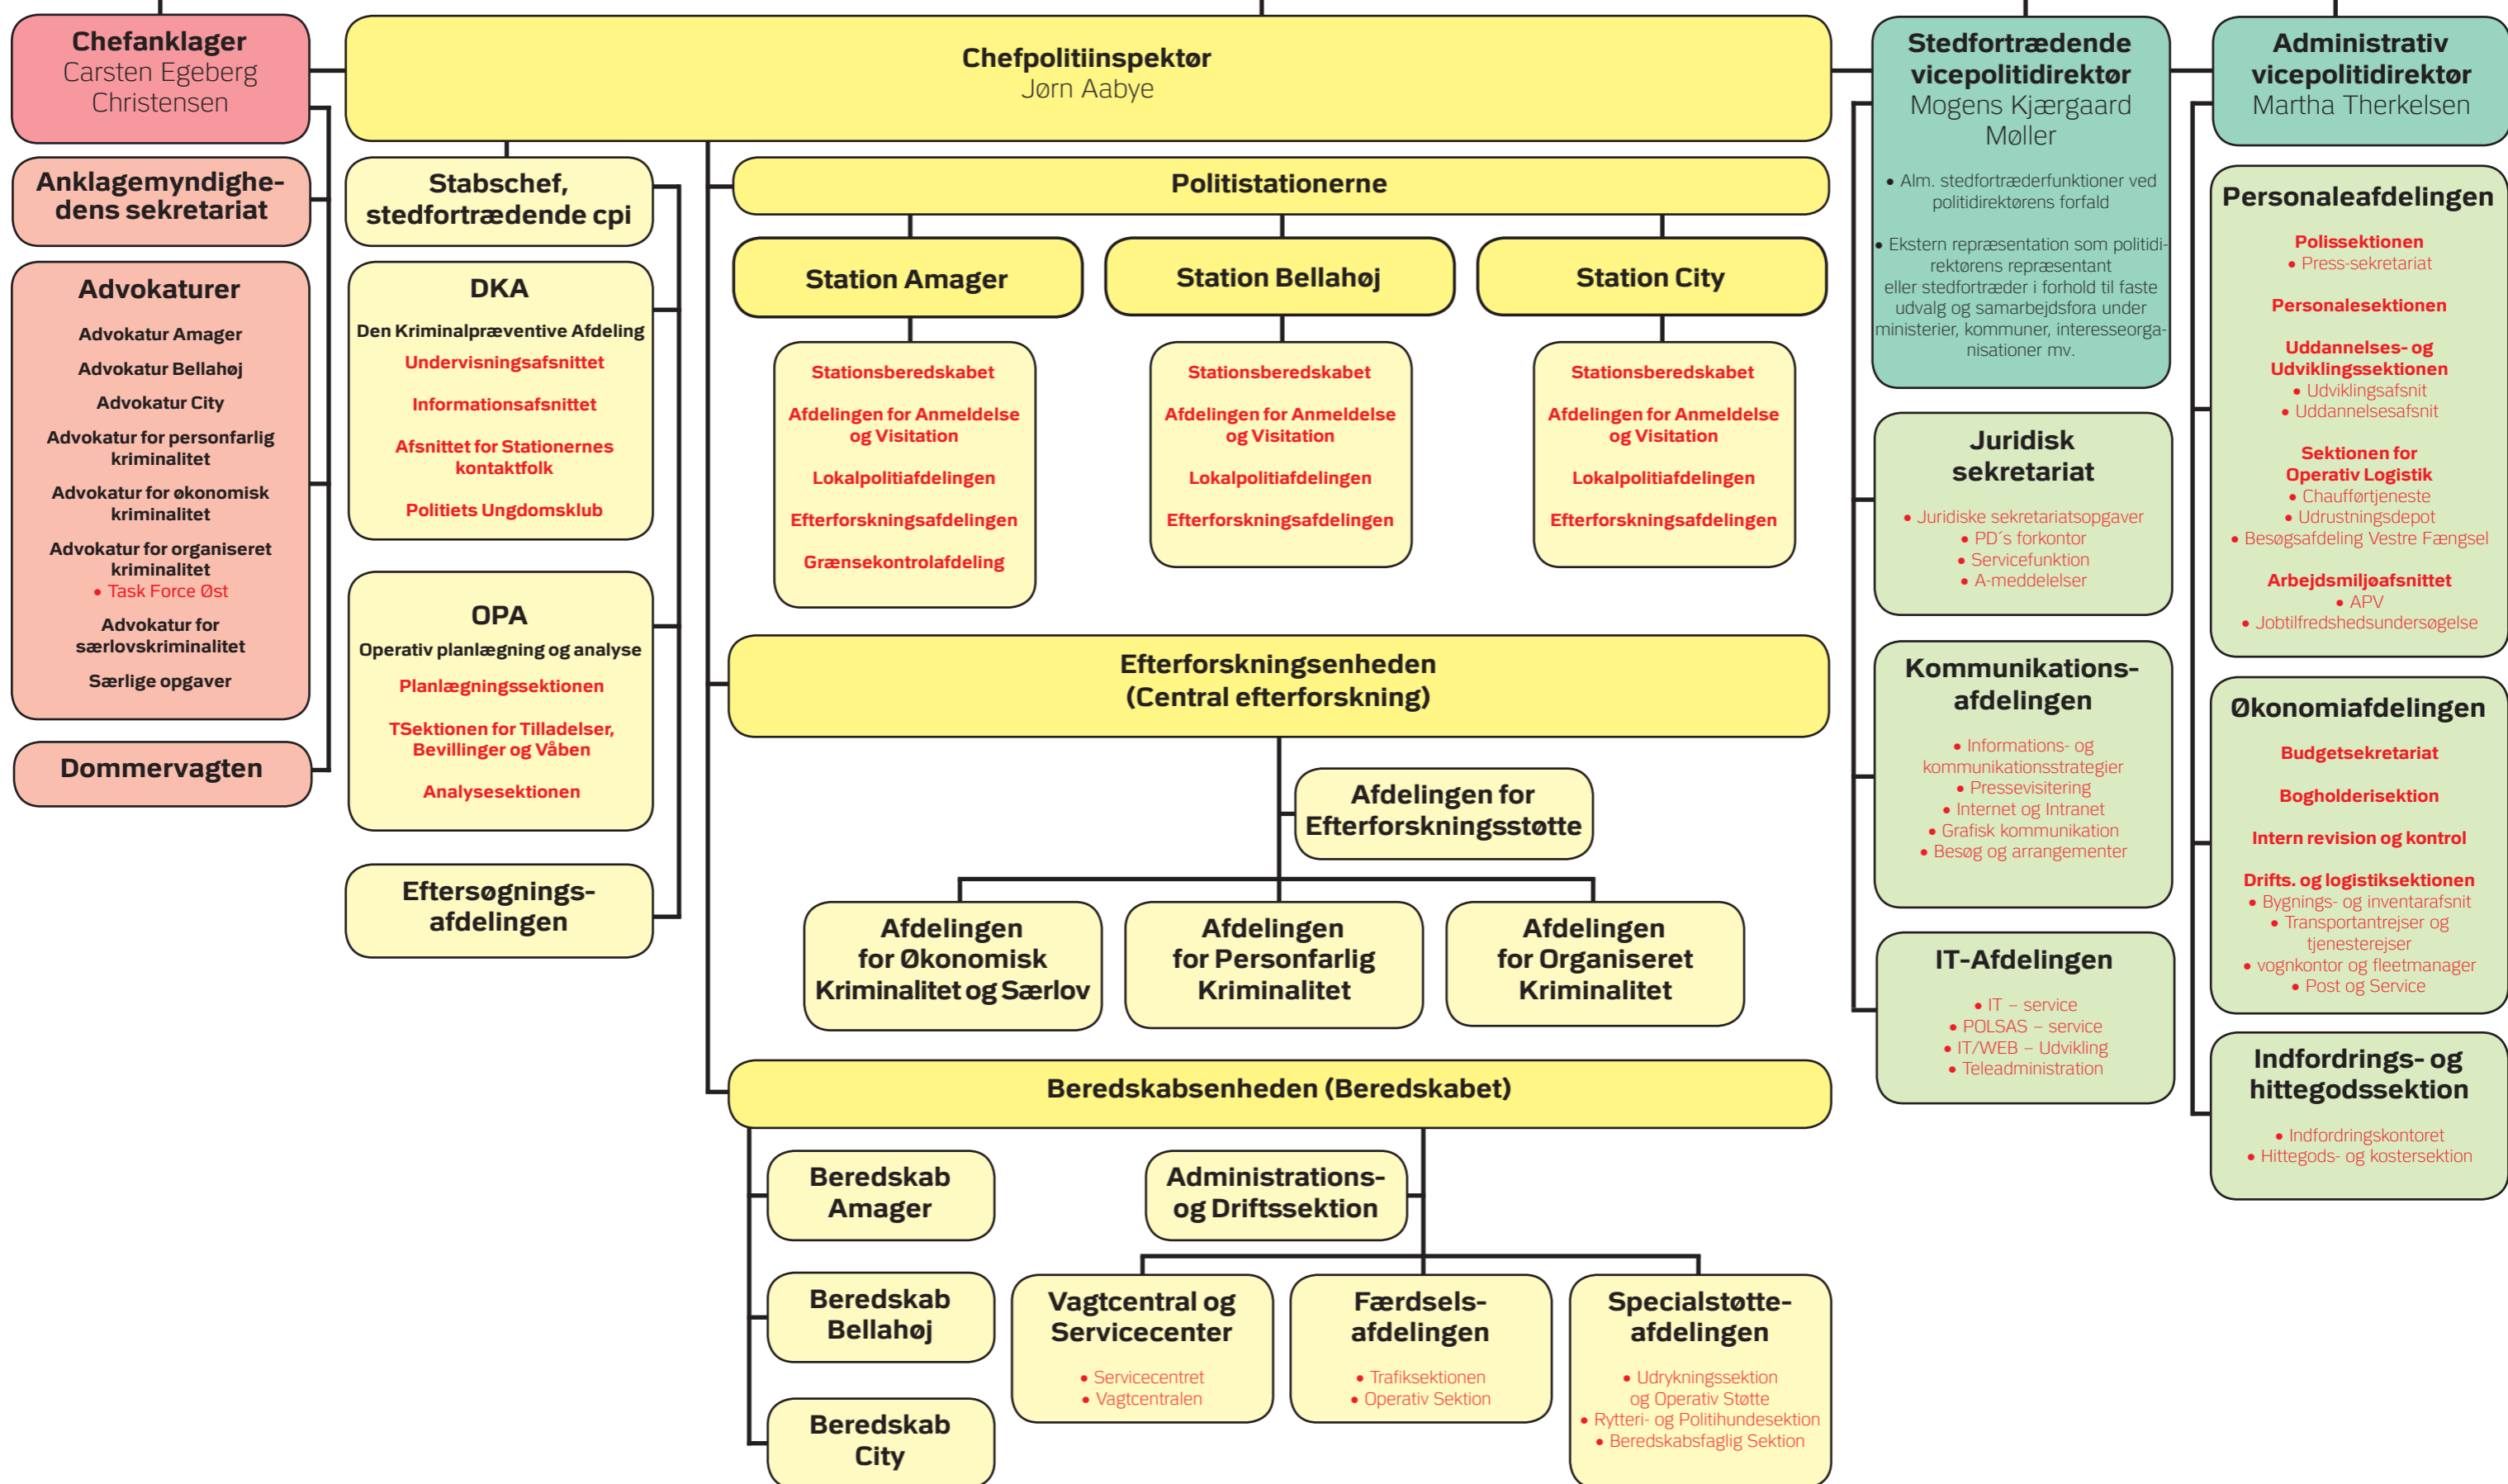 Chefanklager
Carsten Egeberg
Christensen
Anklagemyndighe-
dens sekretariat
Advokaturer
Advokatur Amager
Advokatur Bellahøj
Advokatur City
Advokatur for personfarlig
kriminalitet
Advokatur for økonomisk
kriminalitet
Advokatur for organiseret
kriminalitet
• Task Force Øst
Advokatur for
særlovskriminalitet
Særlige opgaver
Dommervagten
Chefpolitiinspektør
Jørn Aabye
Stabschef,
stedfortrædende cpi
DKA
Den Kriminalpræventive Afdeling
Undervisningsafsnittet
Informationsafsnittet
Afsnittet for Stationernes
kontaktfolk
Politiets Ungdomsklub
OPA
Operativ planlægning og analyse
Planlægningssektionen
TSektionen for Tilladelser,
Bevillinger og Våben
Analysesektionen
Eftersøgnings-
afdelingen
Politistationerne
Station Amager
Stationsberedskabet
Afdelingen for Anmeldelse
og Visitation
Lokalpolitiafdelingen
Efterforskningsafdelingen
Grænsekontrolafdeling
Station Bellahøj
Stationsberedskabet
Afdelingen for Anmeldelse
og Visitation
Lokalpolitiafdelingen
Efterforskningsafdelingen
Station City
Stationsberedskabet
Afdelingen for Anmeldelse
og Visitation
Lokalpolitiafdelingen
Efterforskningsafdelingen
Efterforskningsenheden
(Central efterforskning)
Afdelingen for
Efterforskningsstøtte
Afdelingen
for Økonomisk
Kriminalitet og Særlov
Afdelingen
for Personfarlig
Kriminalitet
Afdelingen
for Organiseret
Kriminalitet
Beredskabsenheden (Beredskabet)
Beredskab
Amager
Beredskab
Bellahøj
Beredskab
City
Administrations-
og Driftssektion
Vagtcentral og
Servicecenter
• Servicecentret
• Vagtcentralen
Færdsels-
afdelingen
• Trafiksektionen
• Operativ Sektion
Specialstøtte-
afdelingen
• Udrykningssektion
og Operativ Støtte
• Rytteri- og Politihundesektion
• Beredskabsfaglig Sektion
Stedfortrædende
vicepolitidirektør
Mogens Kjærgaard
Møller
• Alm. stedfortræderfunktioner ved
politidirektørens forfald
• Ekstern repræsentation som politidi-
rektørens repræsentant
eller stedfortræder i forhold til faste
udvalg og samarbejdsfora under
ministerier, kommuner, interesseorga-
nisationer mv.
Juridisk
sekretariat
• Juridiske sekretariatsopgaver
• PD´s forkontor
• Servicefunktion
• A-meddelelser
Kommunikations-
afdelingen
• Informations- og
kommunikationsstrategier
• Pressevisitering
• Internet og Intranet
• Grafisk kommunikation
• Besøg og arrangementer
IT-Afdelingen
• IT – service
• POLSAS – service
• IT/WEB – Udvikling
• Teleadministration
Administrativ
vicepolitidirektør
Martha Therkelsen
Personaleafdelingen
Polissektionen
• Press-sekretariat
Personalesektionen
Uddannelses- og
Udviklingssektionen
• Udviklingsafsnit
• Uddannelsesafsnit
Sektionen for
Operativ Logistik
• Chaufførtjeneste
• Udrustningsdepot
• Besøgsafdeling Vestre Fængsel
Arbejdsmiljøafsnittet
• APV
• Jobtilfredshedsundersøgelse
Økonomiafdelingen
Budgetsekretariat
Bogholderisektion
Intern revision og kontrol
Drifts. og logistiksektionen
• Bygnings- og inventarafsnit
• Transportantrejser og
tjenesterejser
• vognkontor og fleetmanager
• Post og Service
Indfordrings- og
hittegodssektion
• Indfordringskontoret
• Hittegods- og kostersektion